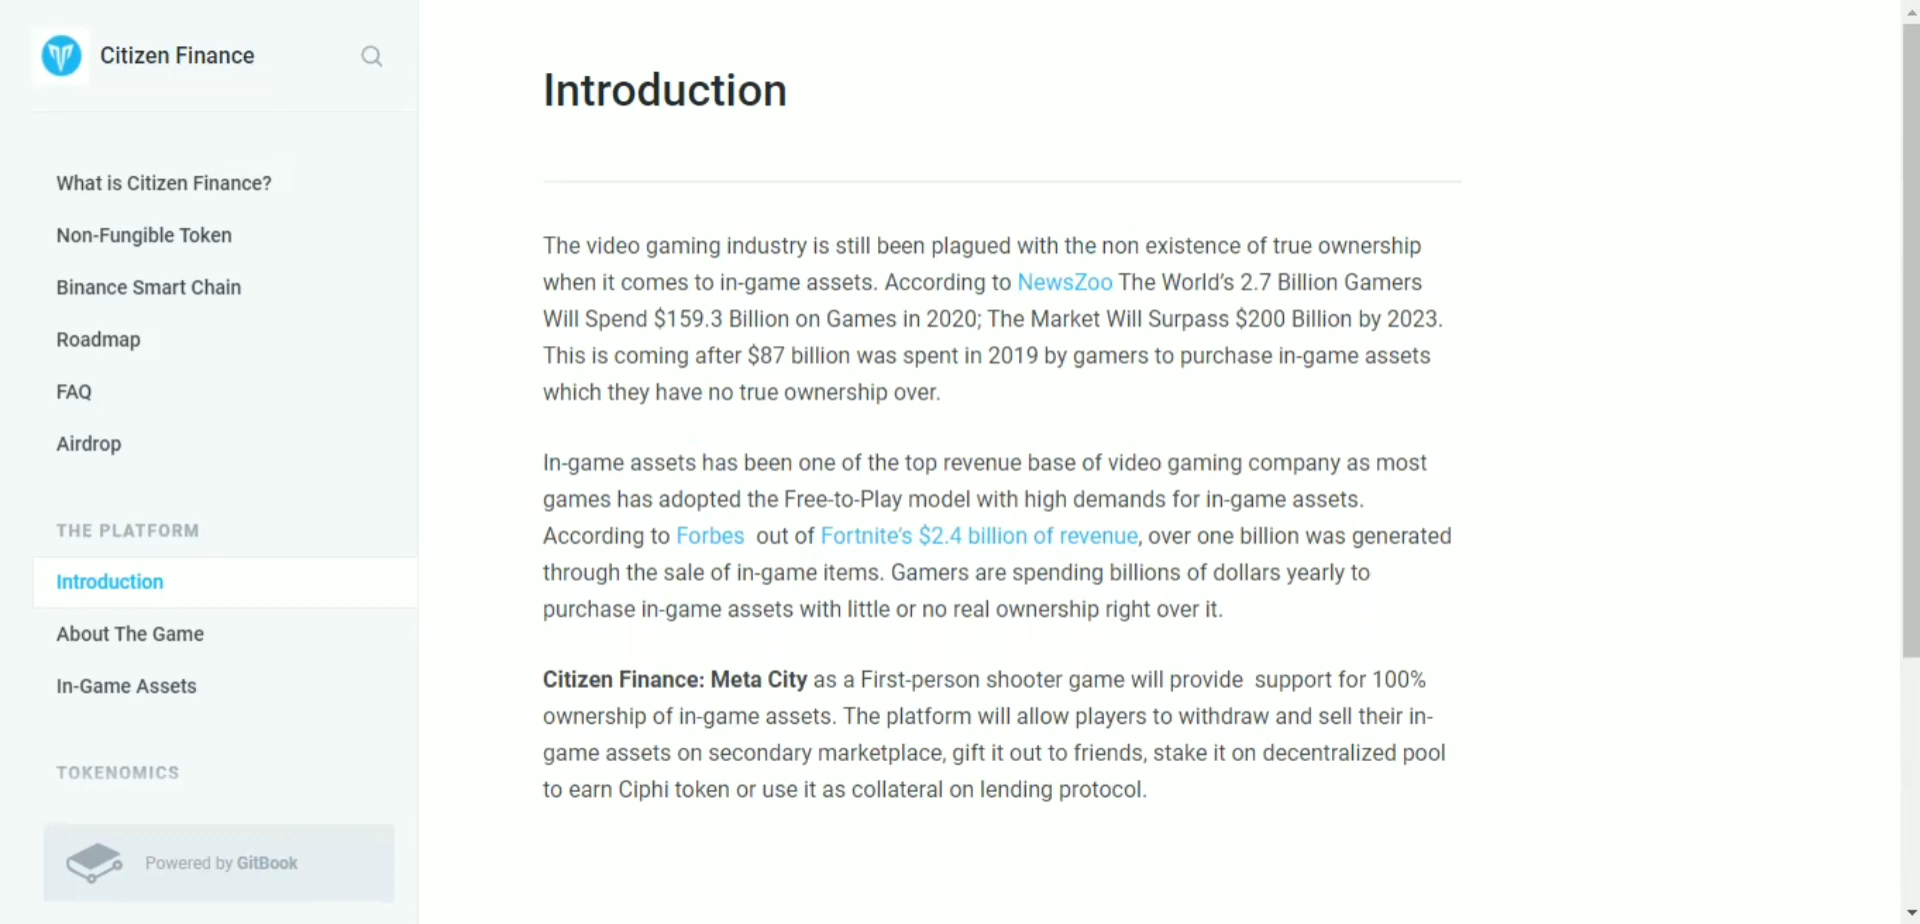 Citizen Finance
What is Citizen Finance?
Non-Fungible Token
Binance Smart Chain
Roadmap
FAQ
Airdrop
THE PLATFORM
Introduction
About The Game
In-Game Assets
TOKENOMICS
Powered by GitBook
Introduction
The video gaming industry is still been plagued with the non existence of true ownership
when it comes to in-game assets. According to NewsZoo The World's 2.7 Billion Gamers
Will Spend $159.3 Billion on Games in 2020; The Market Will Surpass $200 Billion by 2023.
This is coming after $87 billion was spent in 2019 by gamers to purchase in-game assets
which they have no true ownership over.
In-game assets has been one of the top revenue base of video gaming company as most
games has adopted the Free-to-Play model with high demands for in-game assets.
According to Forbes  out of Fortnite's $2.4 billion of revenue, over one billion was generated
through the sale of in-game items. Gamers are spending billions of dollars yearly to
purchase in-game assets with little or no real ownership right over it.
Citizen Finance: Meta City as a First-person shooter game will provide  support for 100%
ownership of in-game assets. The platform will allow players to withdraw and sell their in-
game assets on secondary marketplace, gift it out to friends, stake it on decentralized pool
to earn Ciphi token or use it as collateral on lending protocol.